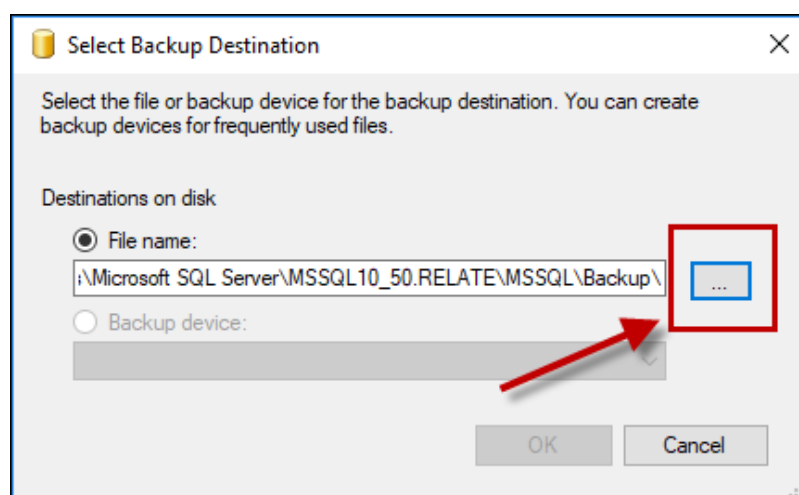 Select Backup Destination
Select the file or backup device for the backup destination. You can create
backup devices for frequently used files.
Destinations on disk
File name:
\Microsoft SQL Server\MSSQL10_50.RELATE\MSSQL\Backup\
...
Backup device:
OK
Cancel